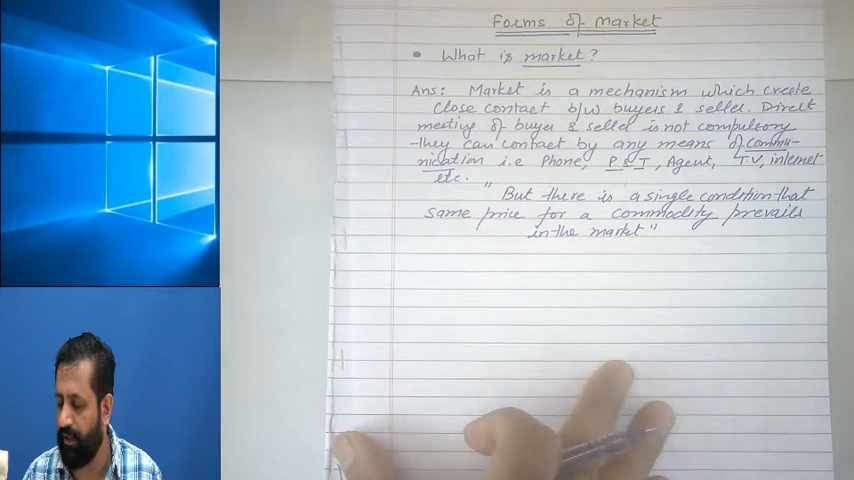 Forms of market
• What is market?
Ans: Market is a mechanism which create
close contact b/w buyers & seller. Direct
meeting of buyer & seller is not compulsory
they can contact by any means of commu-
nication i.e Phone, P & T, Agent, T.V, internet
etc.
"But there is a single condition that
same price for a commodity prevails
in the market"